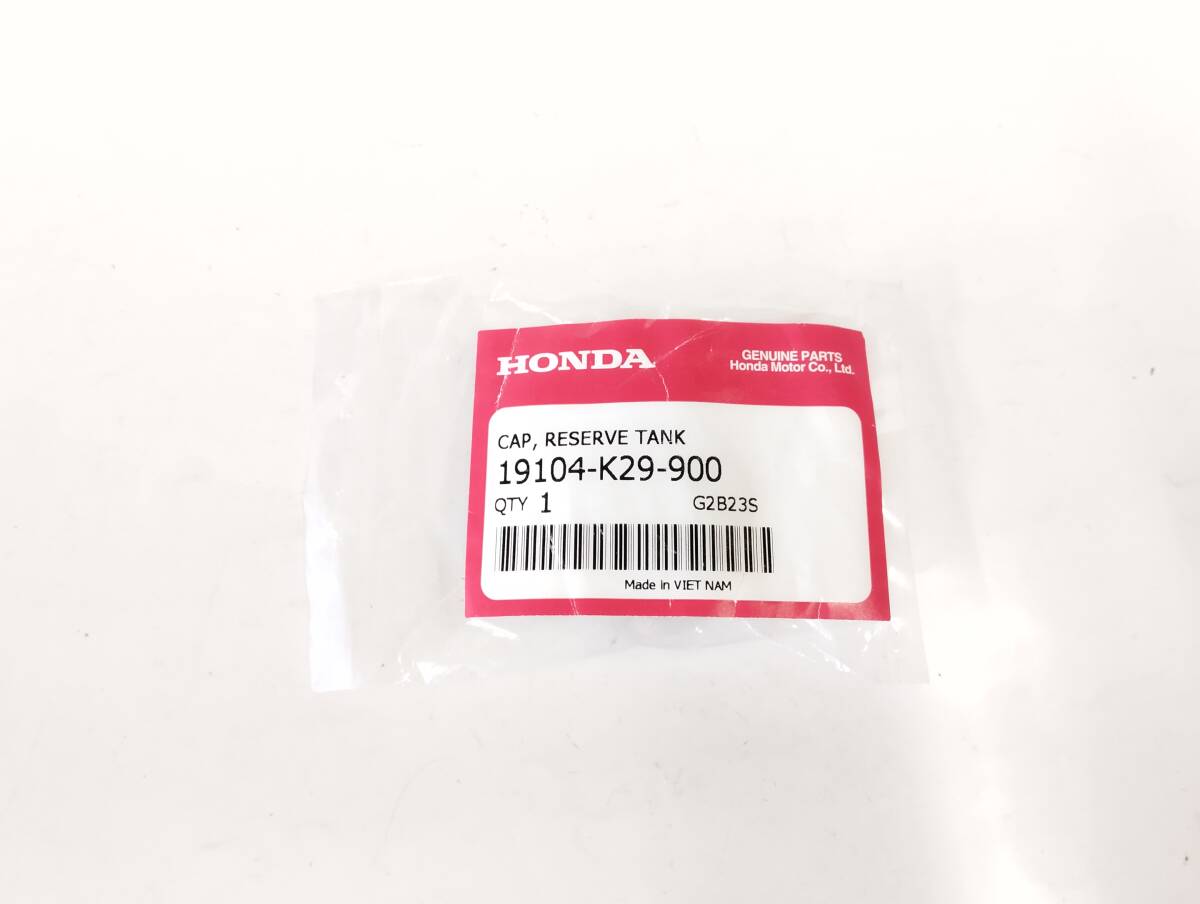 HONDA
GENUINE PARTS
Honda Motor Co., Ltd.
CAP, RESERVE TANK
19104-K29-900
QTY 1 G2B23S
Made in VIET NAM